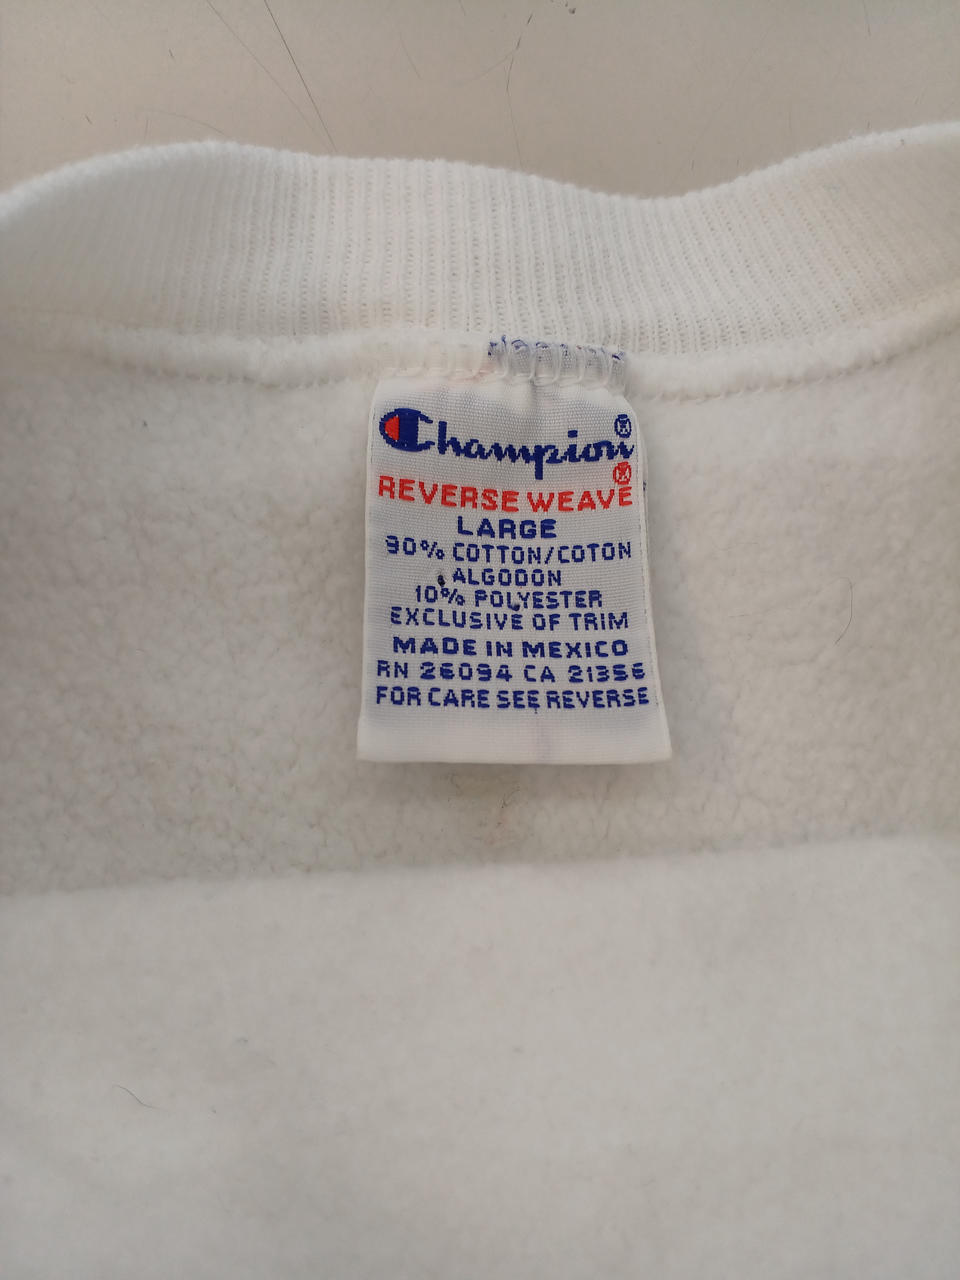 Champion®
REVERSE WEAVE®
LARGE
90% COTTON/COTON
ALGODON
10% POLYESTER
EXCLUSIVE OF TRIM
MADE IN MEXICO
RN 26094 CA 21356
FOR CARE SEE REVERSE